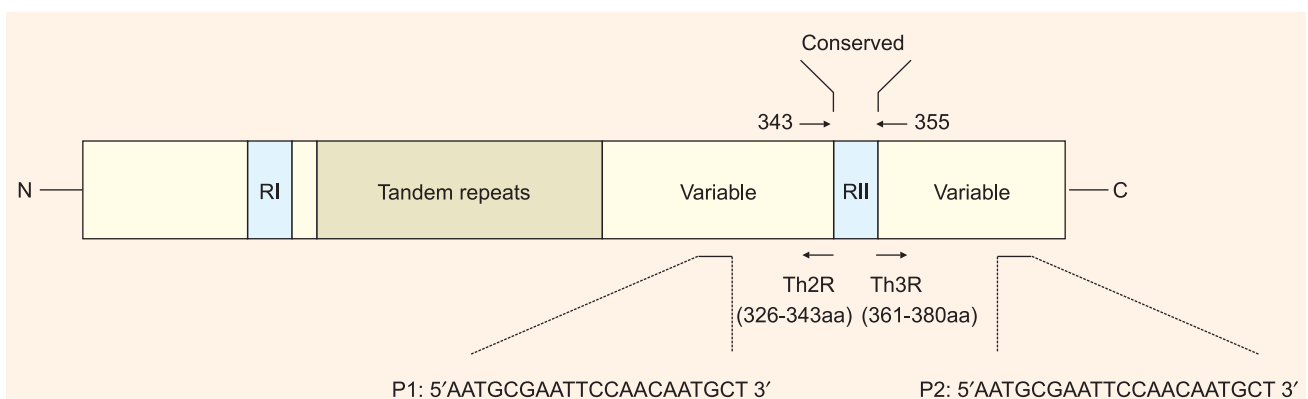 Conserved
343 355
N RI Tandem repeats Variable RII Variable C
Th2R Th3R
(326-343aa) (361-380aa)
P1: 5′AATGCGAATTCCAACAATGCT 3′ P2: 5′AATGCGAATTCCAACAATGCT 3′